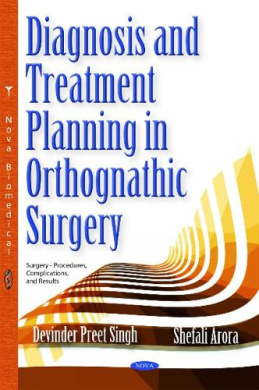 Diagnosis and
Treatment
Planning in
Orthognathic
Surgery
Surgery - Procedures,
Complications,
and Results
Devinder Preet Singh
Shefali Arora
Nova Biomedical
NOVA